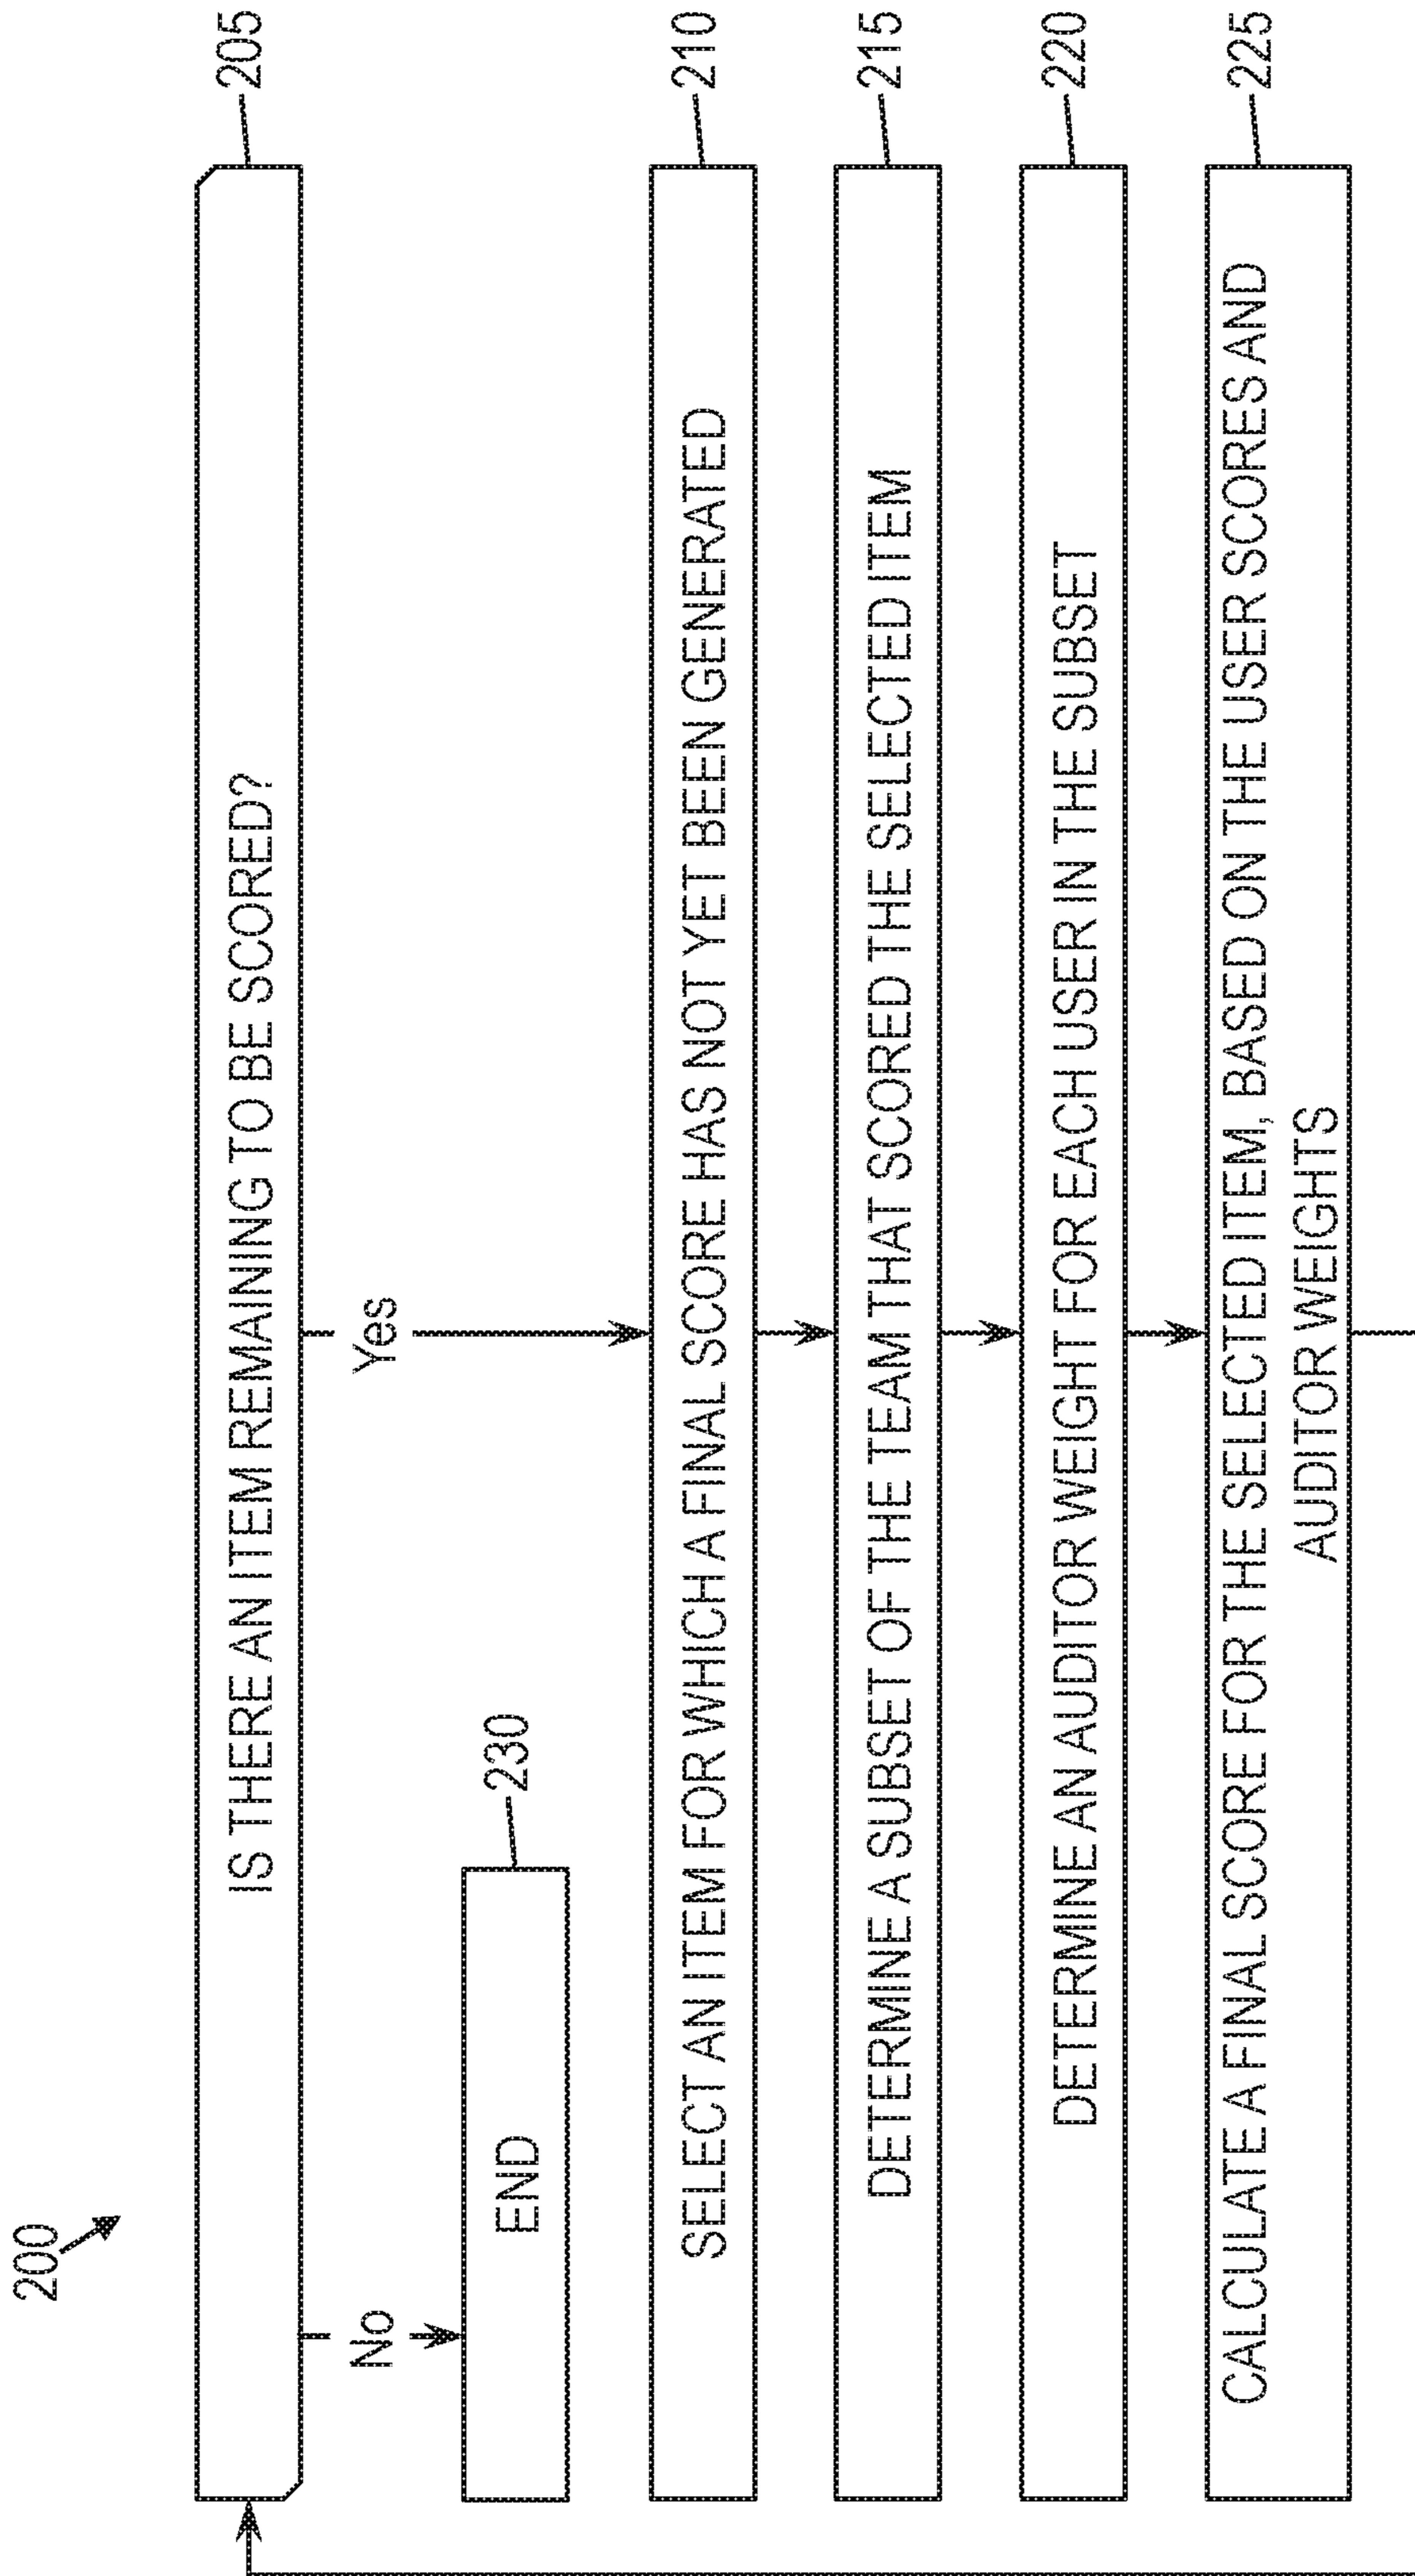 200
IS THERE AN ITEM REMAINING TO BE SCORED?
205
No
Yes
END
230
SELECT AN ITEM FOR WHICH A FINAL SCORE HAS NOT YET BEEN GENERATED
210
DETERMINE A SUBSET OF THE TEAM THAT SCORED THE SELECTED ITEM
215
DETERMINE AN AUDITOR WEIGHT FOR EACH USER IN THE SUBSET
220
CALCULATE A FINAL SCORE FOR THE SELECTED ITEM, BASED ON THE USER SCORES AND
AUDITOR WEIGHTS
225